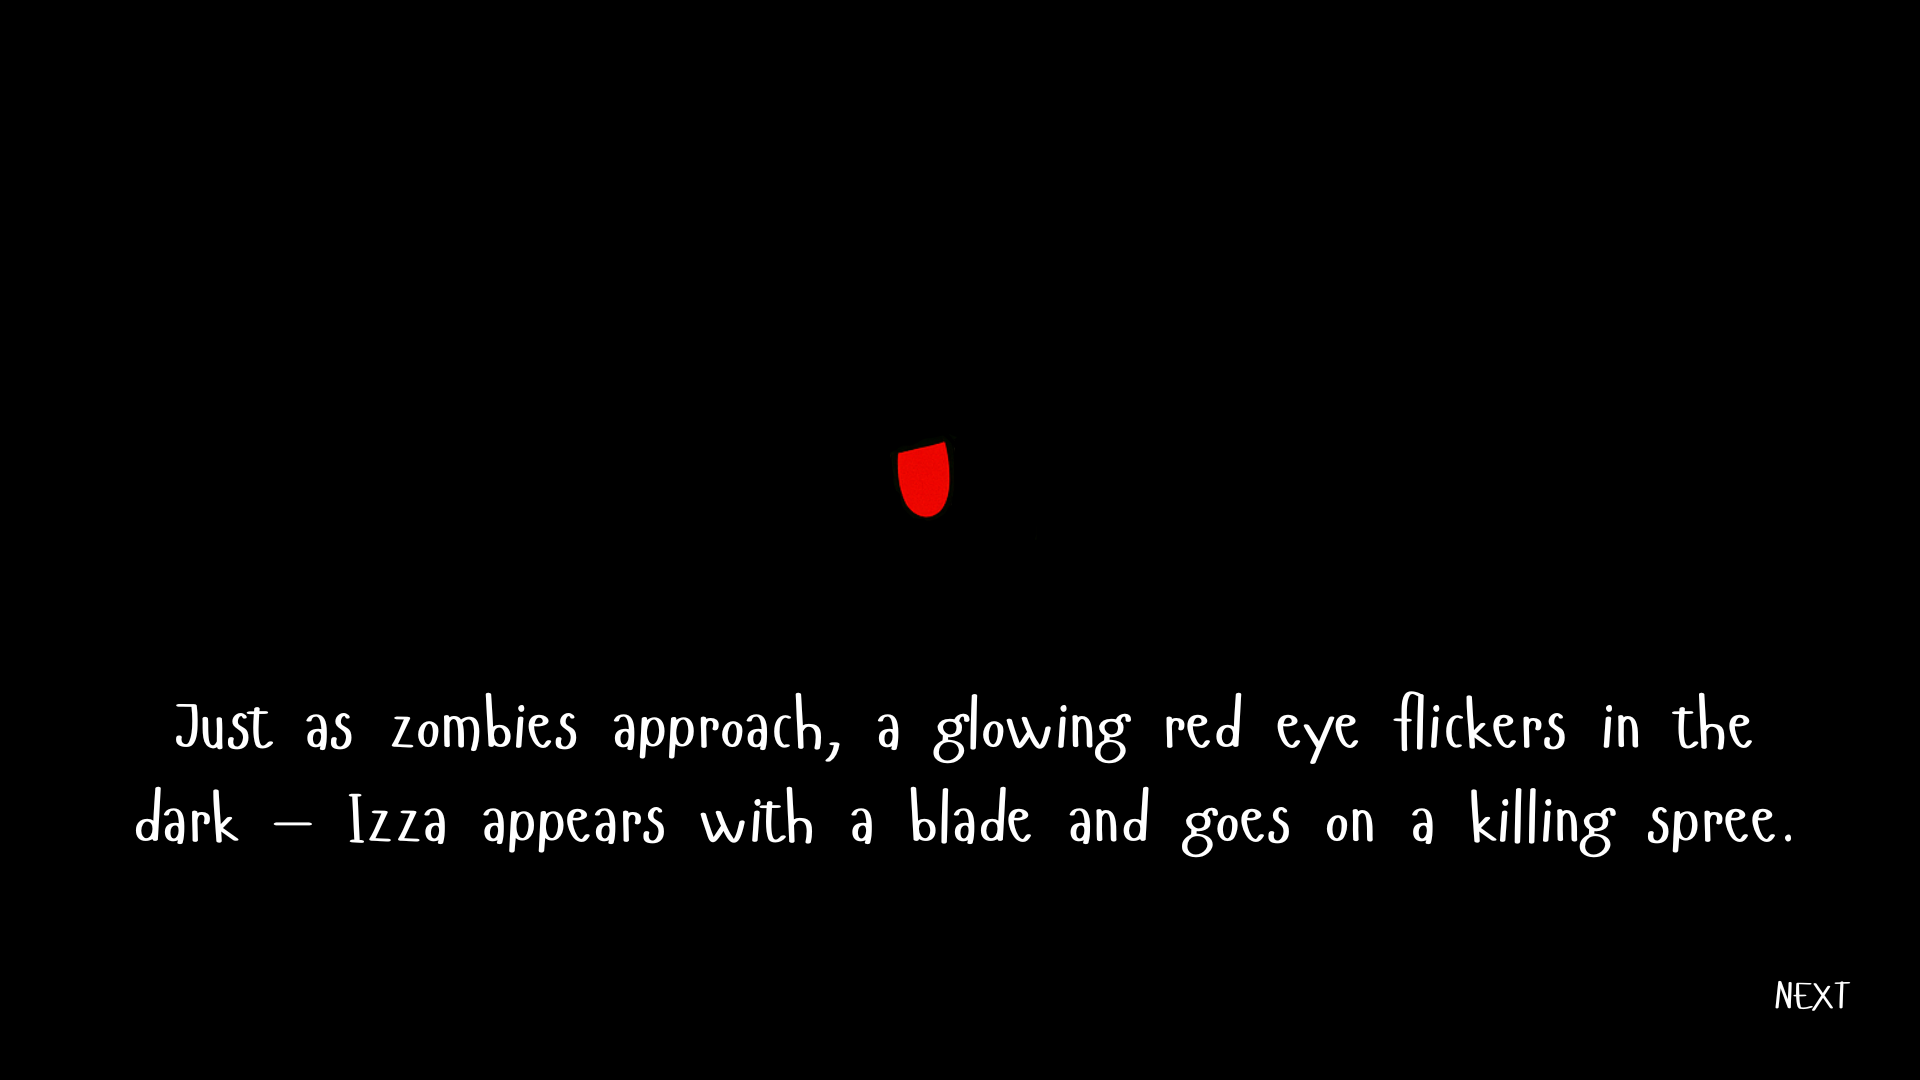 Just as zombies approach, a glowing red eye flickers in the
dark – Izza appears with a blade and goes on a killing spree.
NEXT